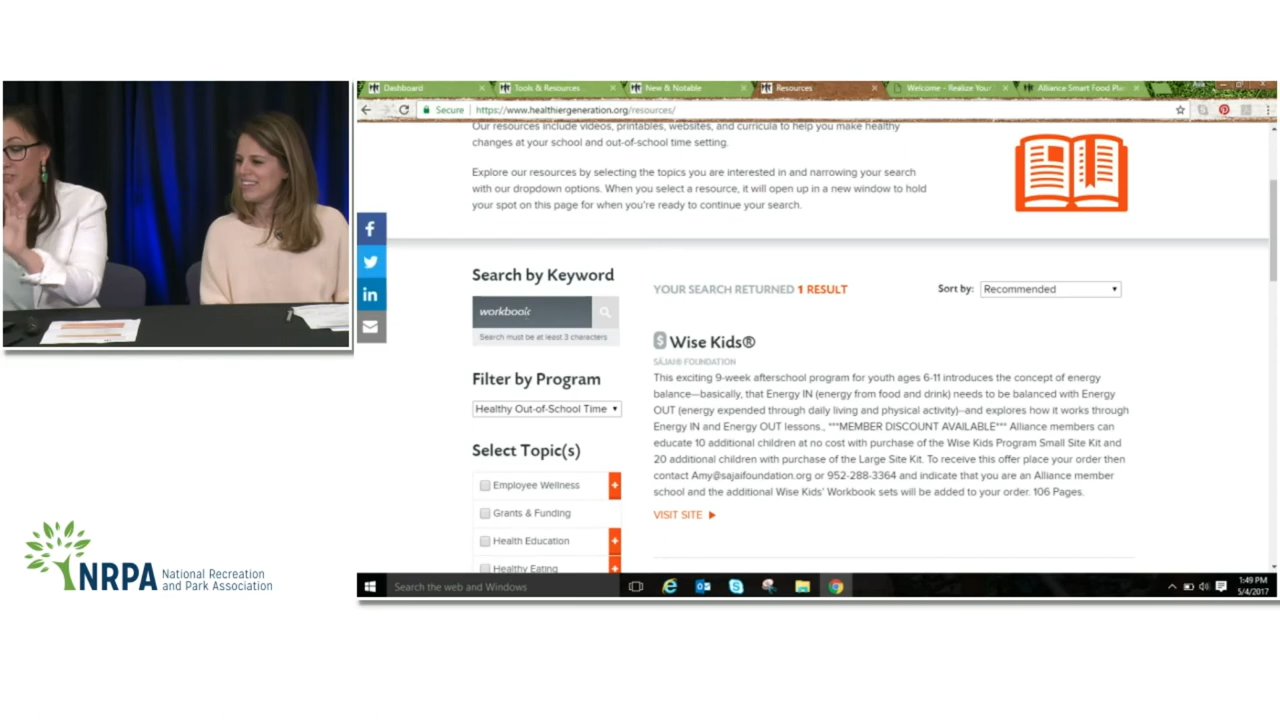 Dashboard
Tools & Resources
New & Notable
Resources
Welcome - Realize Your
Alliance Smart Food Pla
Secure
https://www.healthiergeneration.org/resources/
Our resources include videos, printables, websites, and curricula to help you make healthy
changes at your school and out-of-school time setting.
Explore our resources by selecting the topics you are interested in and narrowing your search
with our dropdown options. When you select a resource, it will open up in a new window to hold
your spot on this page for when you're ready to continue your search.
f
in
Search by Keyword
workbook
Search must be at least 3 characters
Filter by Program
Healthy Out-of-School Time
Select Topic(s)
Employee Wellness
Grants & Funding
Health Education
Healthy Eating
YOUR SEARCH RETURNED 1 RESULT
Sort by: Recommended
S Wise Kids®
SÄJAI® FOUNDATION
This exciting 9-week afterschool program for youth ages 6-11 introduces the concept of energy
balance—basically, that Energy IN (energy from food and drink) needs to be balanced with Energy
OUT (energy expended through daily living and physical activity)--and explores how it works through
Energy IN and Energy OUT lessons., ***MEMBER DISCOUNT AVAILABLE*** Alliance members can
educate 10 additional children at no cost with purchase of the Wise Kids Program Small Site Kit and
20 additional children with purchase of the Large Site Kit. To receive this offer place your order then
contact Amy@sajaifoundation.org or 952-288-3364 and indicate that you are an Alliance member
school and the additional Wise Kids' Workbook sets will be added to your order. 106 Pages.
VISIT SITE
NRPA
National Recreation
and Park Association
Search the web and Windows
1:49 PM
5/4/2017